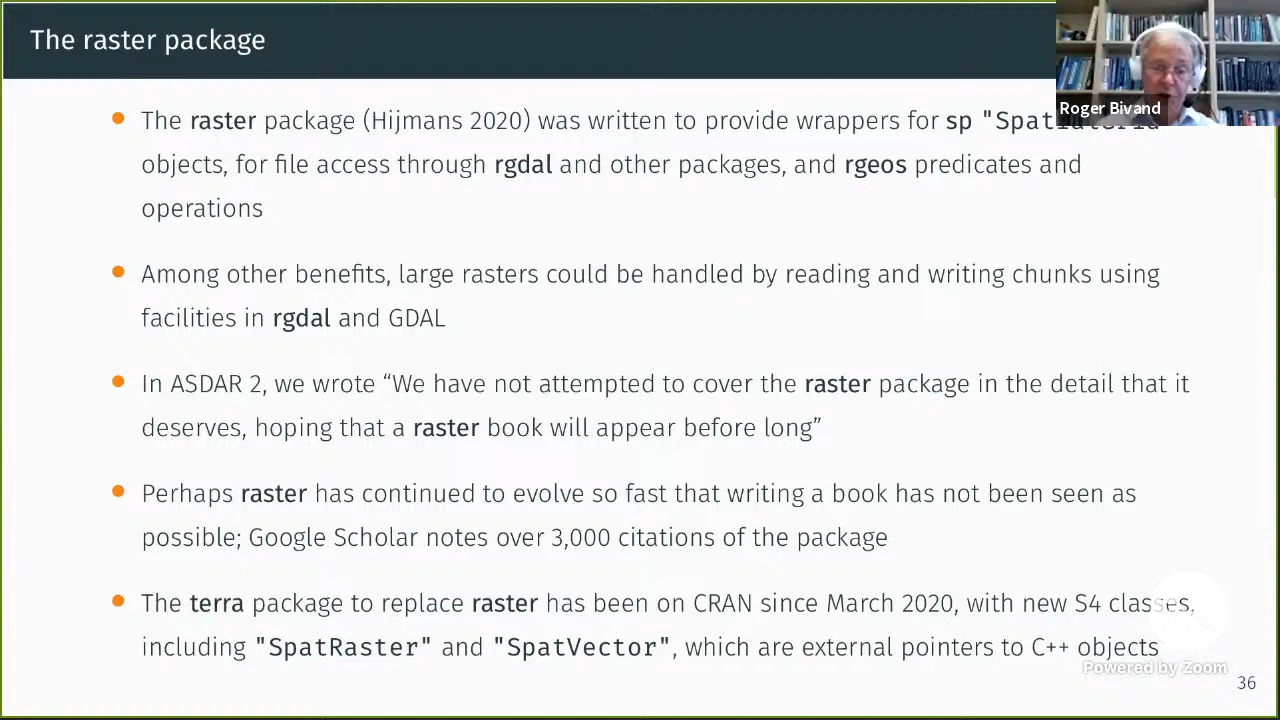 The raster package
Roger Bivand
The raster package (Hijmans 2020) was written to provide wrappers for sp
objects, for file access through rgdal and other packages, and rgeos predicates and
operations
Among other benefits, large rasters could be handled by reading and writing chunks using
facilities in rgdal and GDAL
In ASDAR 2, we wrote “We have not attempted to cover the raster package in the detail that it
deserves, hoping that a raster book will appear before long”
Perhaps raster has continued to evolve so fast that writing a book has not been seen as
possible; Google Scholar notes over 3,000 citations of the package
The terra package to replace raster has been on CRAN since March 2020, with new S4 classes,
including "SpatRaster" and "SpatVector", which are external pointers to C++ objects
Powered by Zoom
36